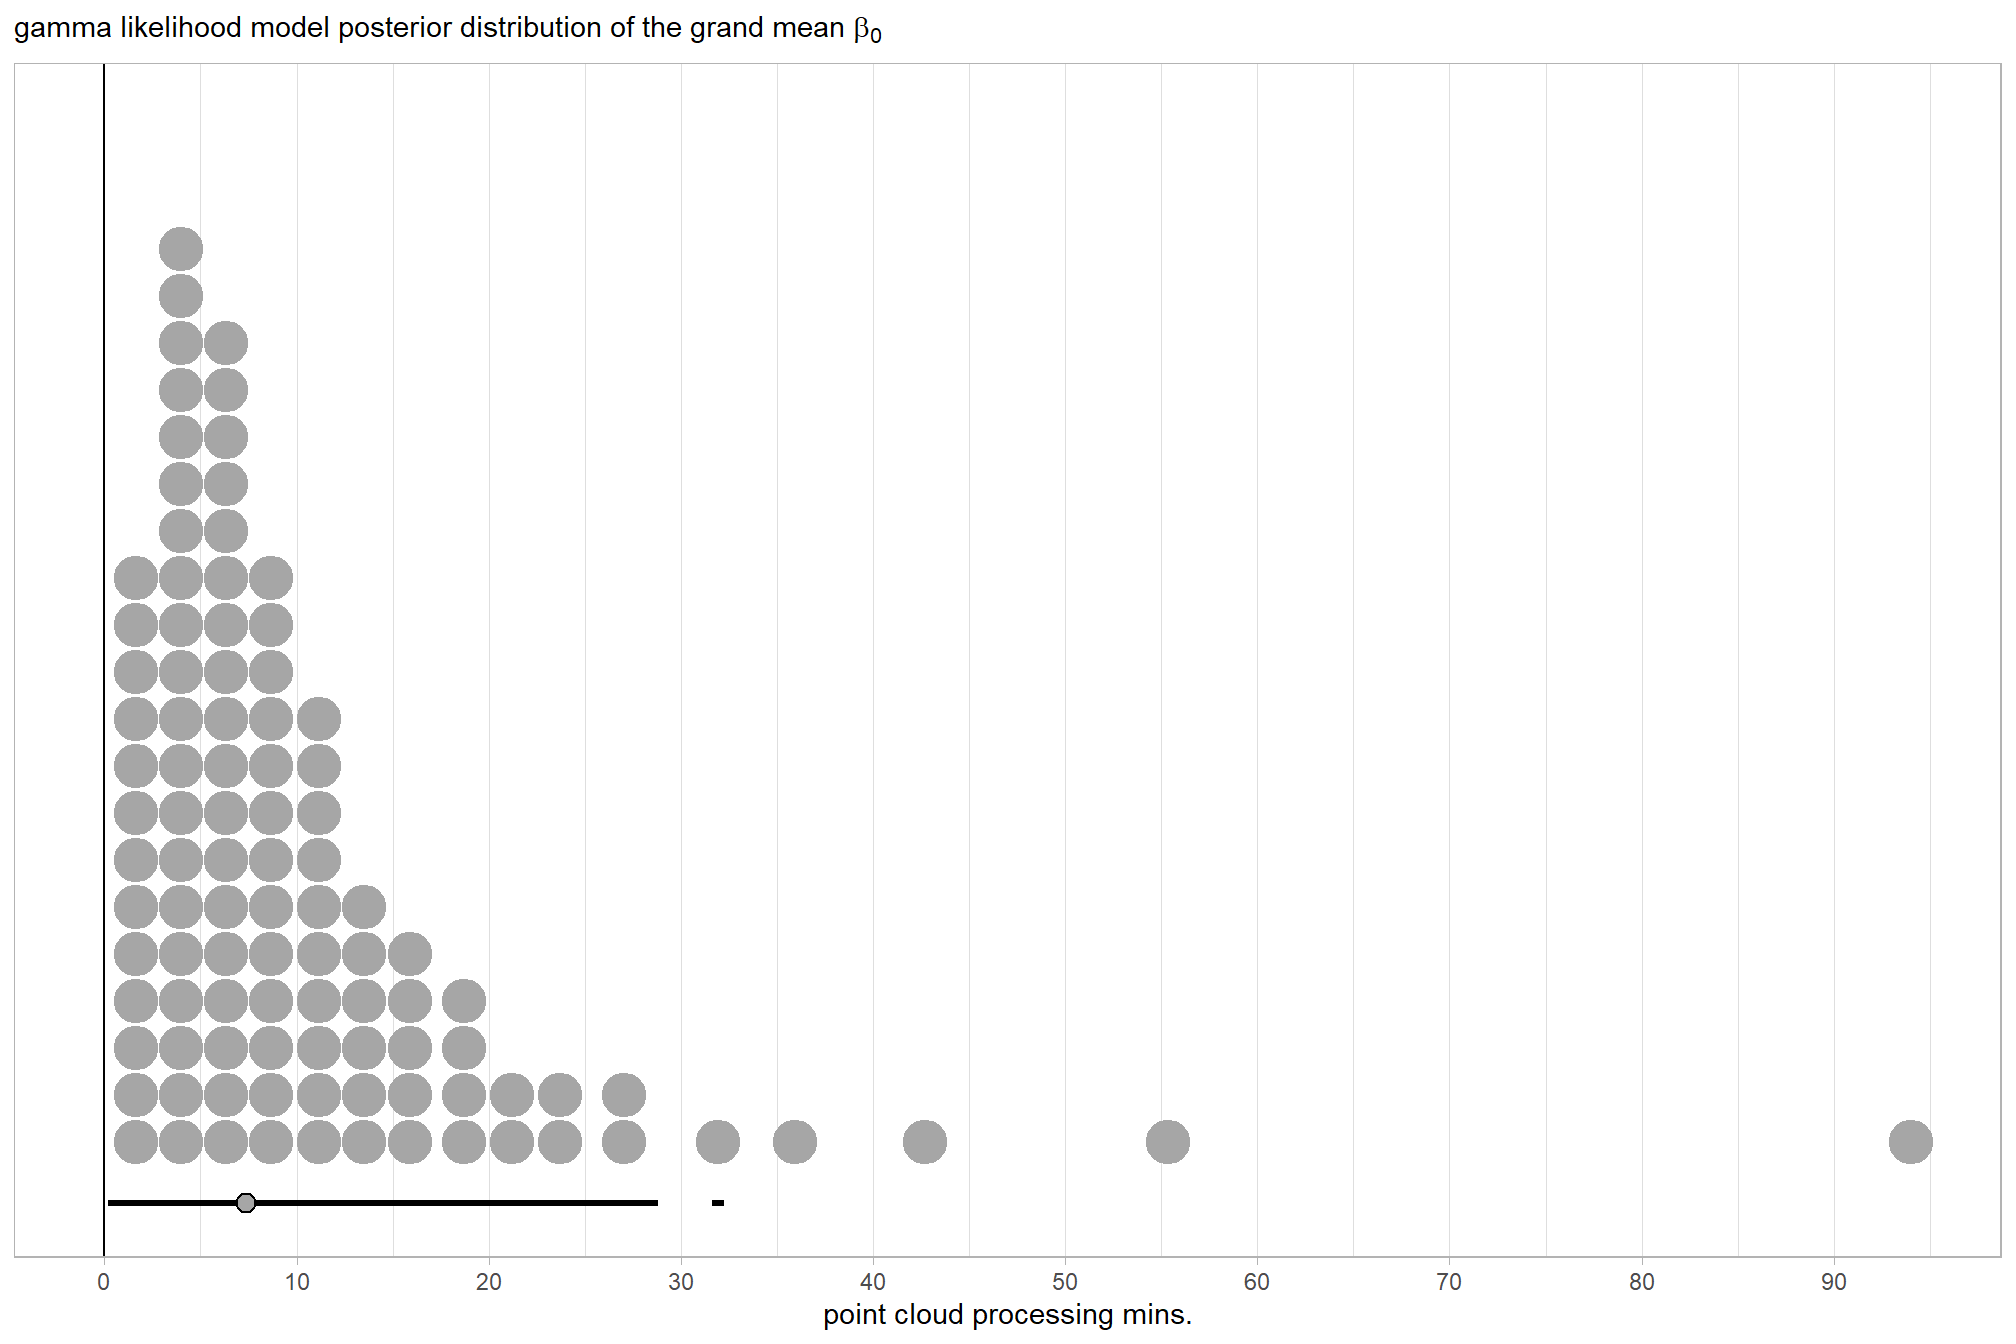 gamma likelihood model posterior distribution of the grand mean β₀
0 10 20 30 40 50 60 70 80 90
point cloud processing mins.